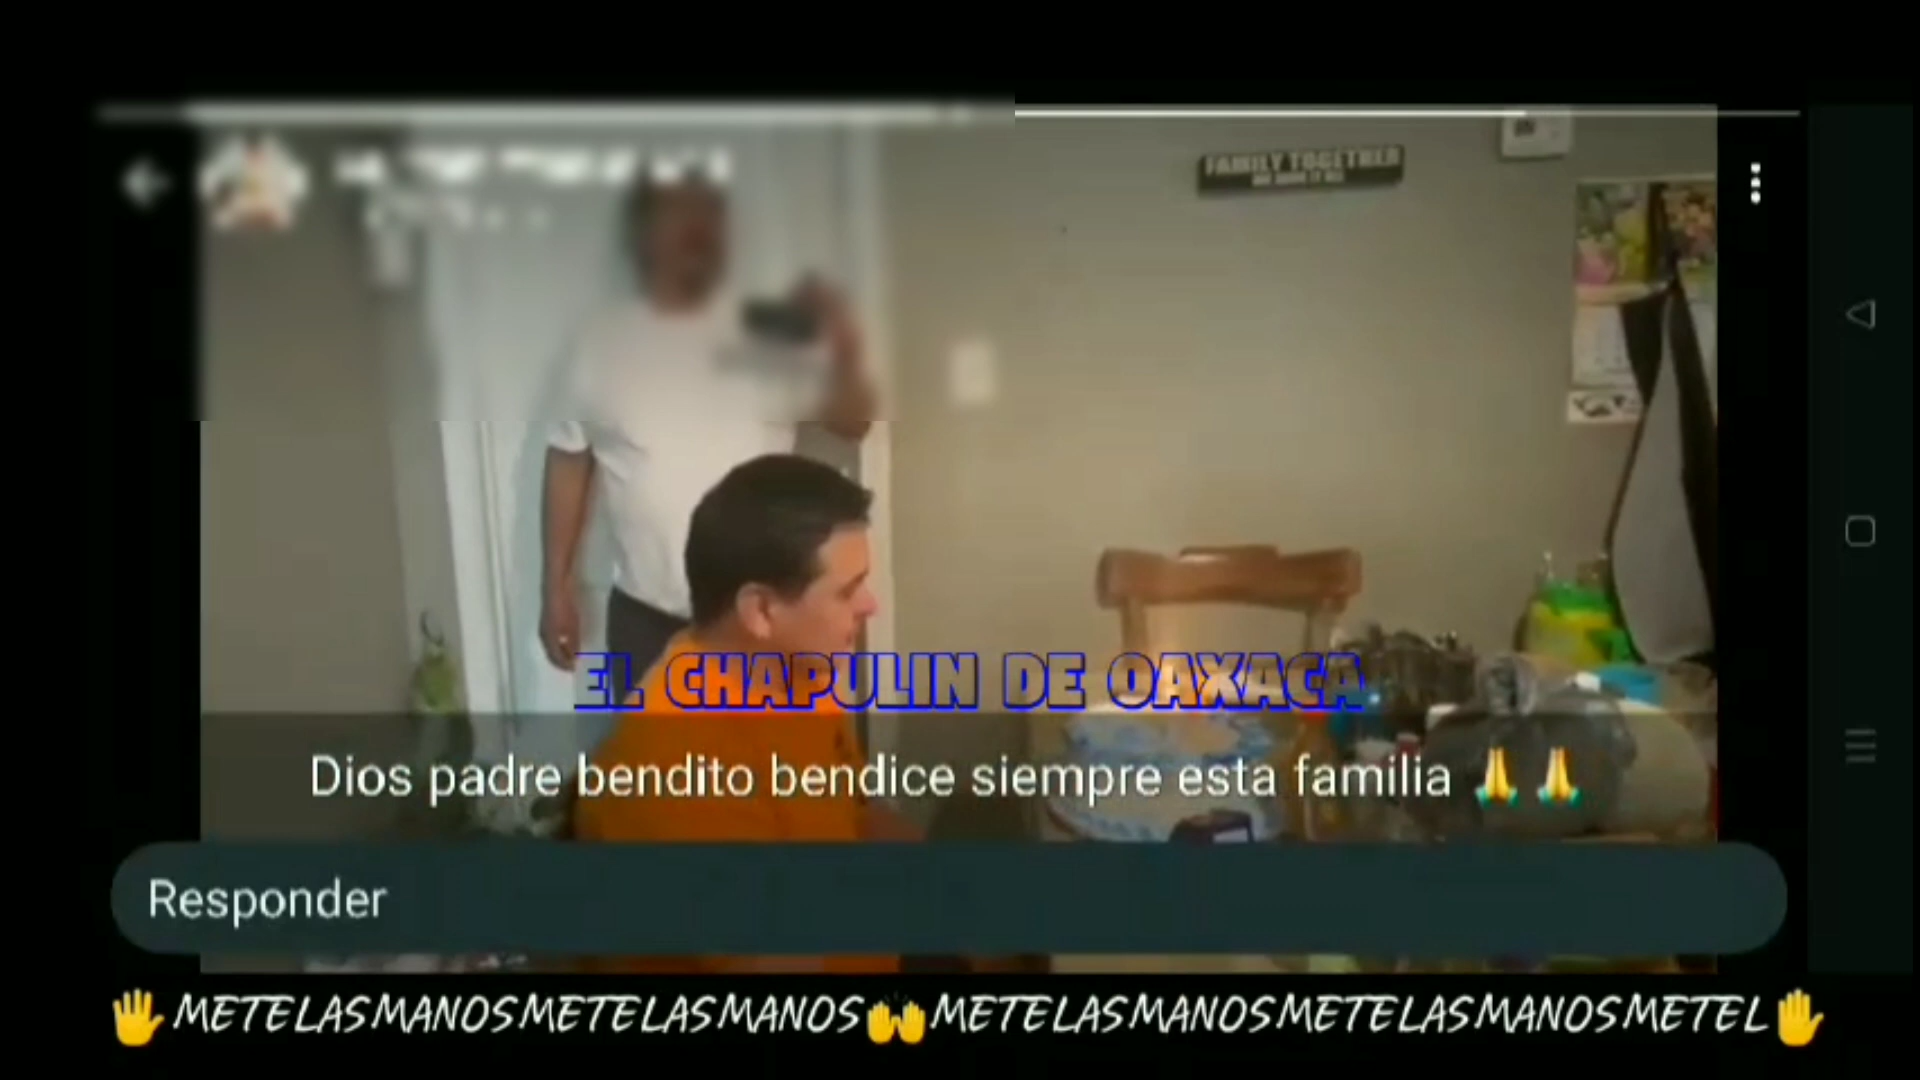 FAMILY TOGETHER
EL CHAPULIN DE OAXACA
Dios padre bendito bendice siempre esta familia 🙏 🙏
Responder
🖐METELASMANOSMETELASMANOS🙌METELASMANOSMETELASMANOSMETEL🖐